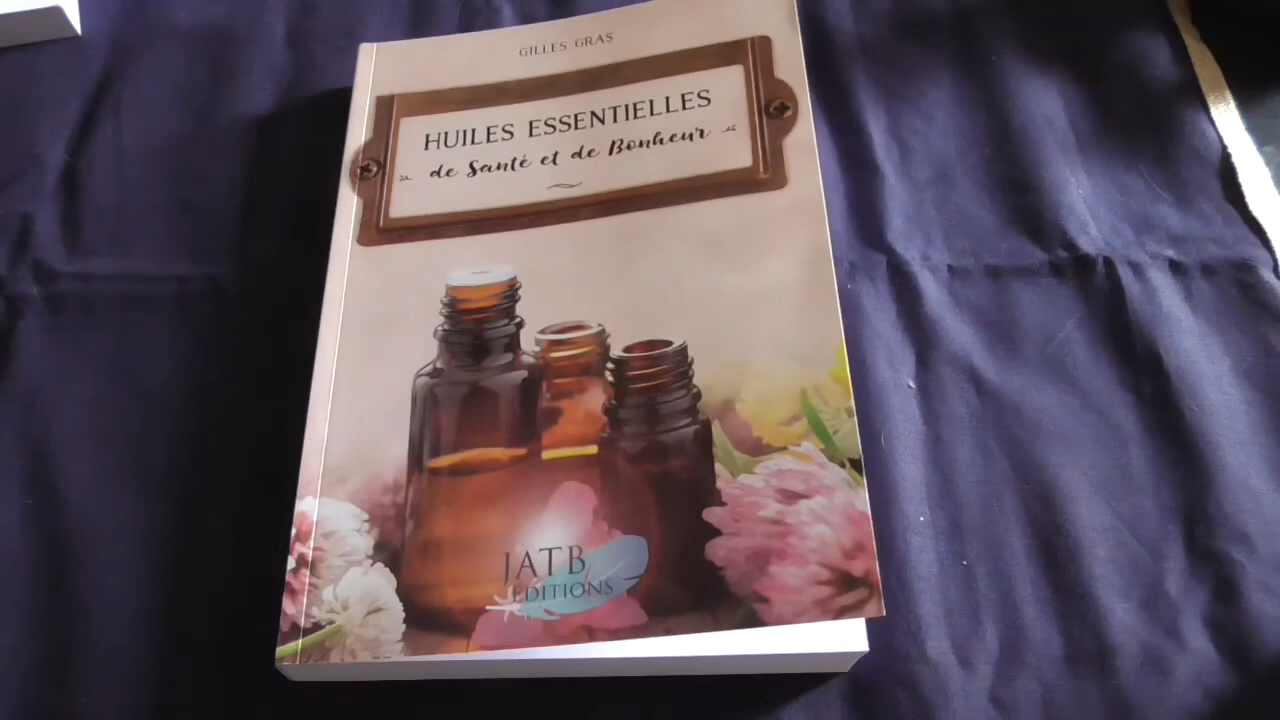 GILLES GRAS
HUILES ESSENTIELLES
de Santé et de Bonheur
JATB
EDITIONS